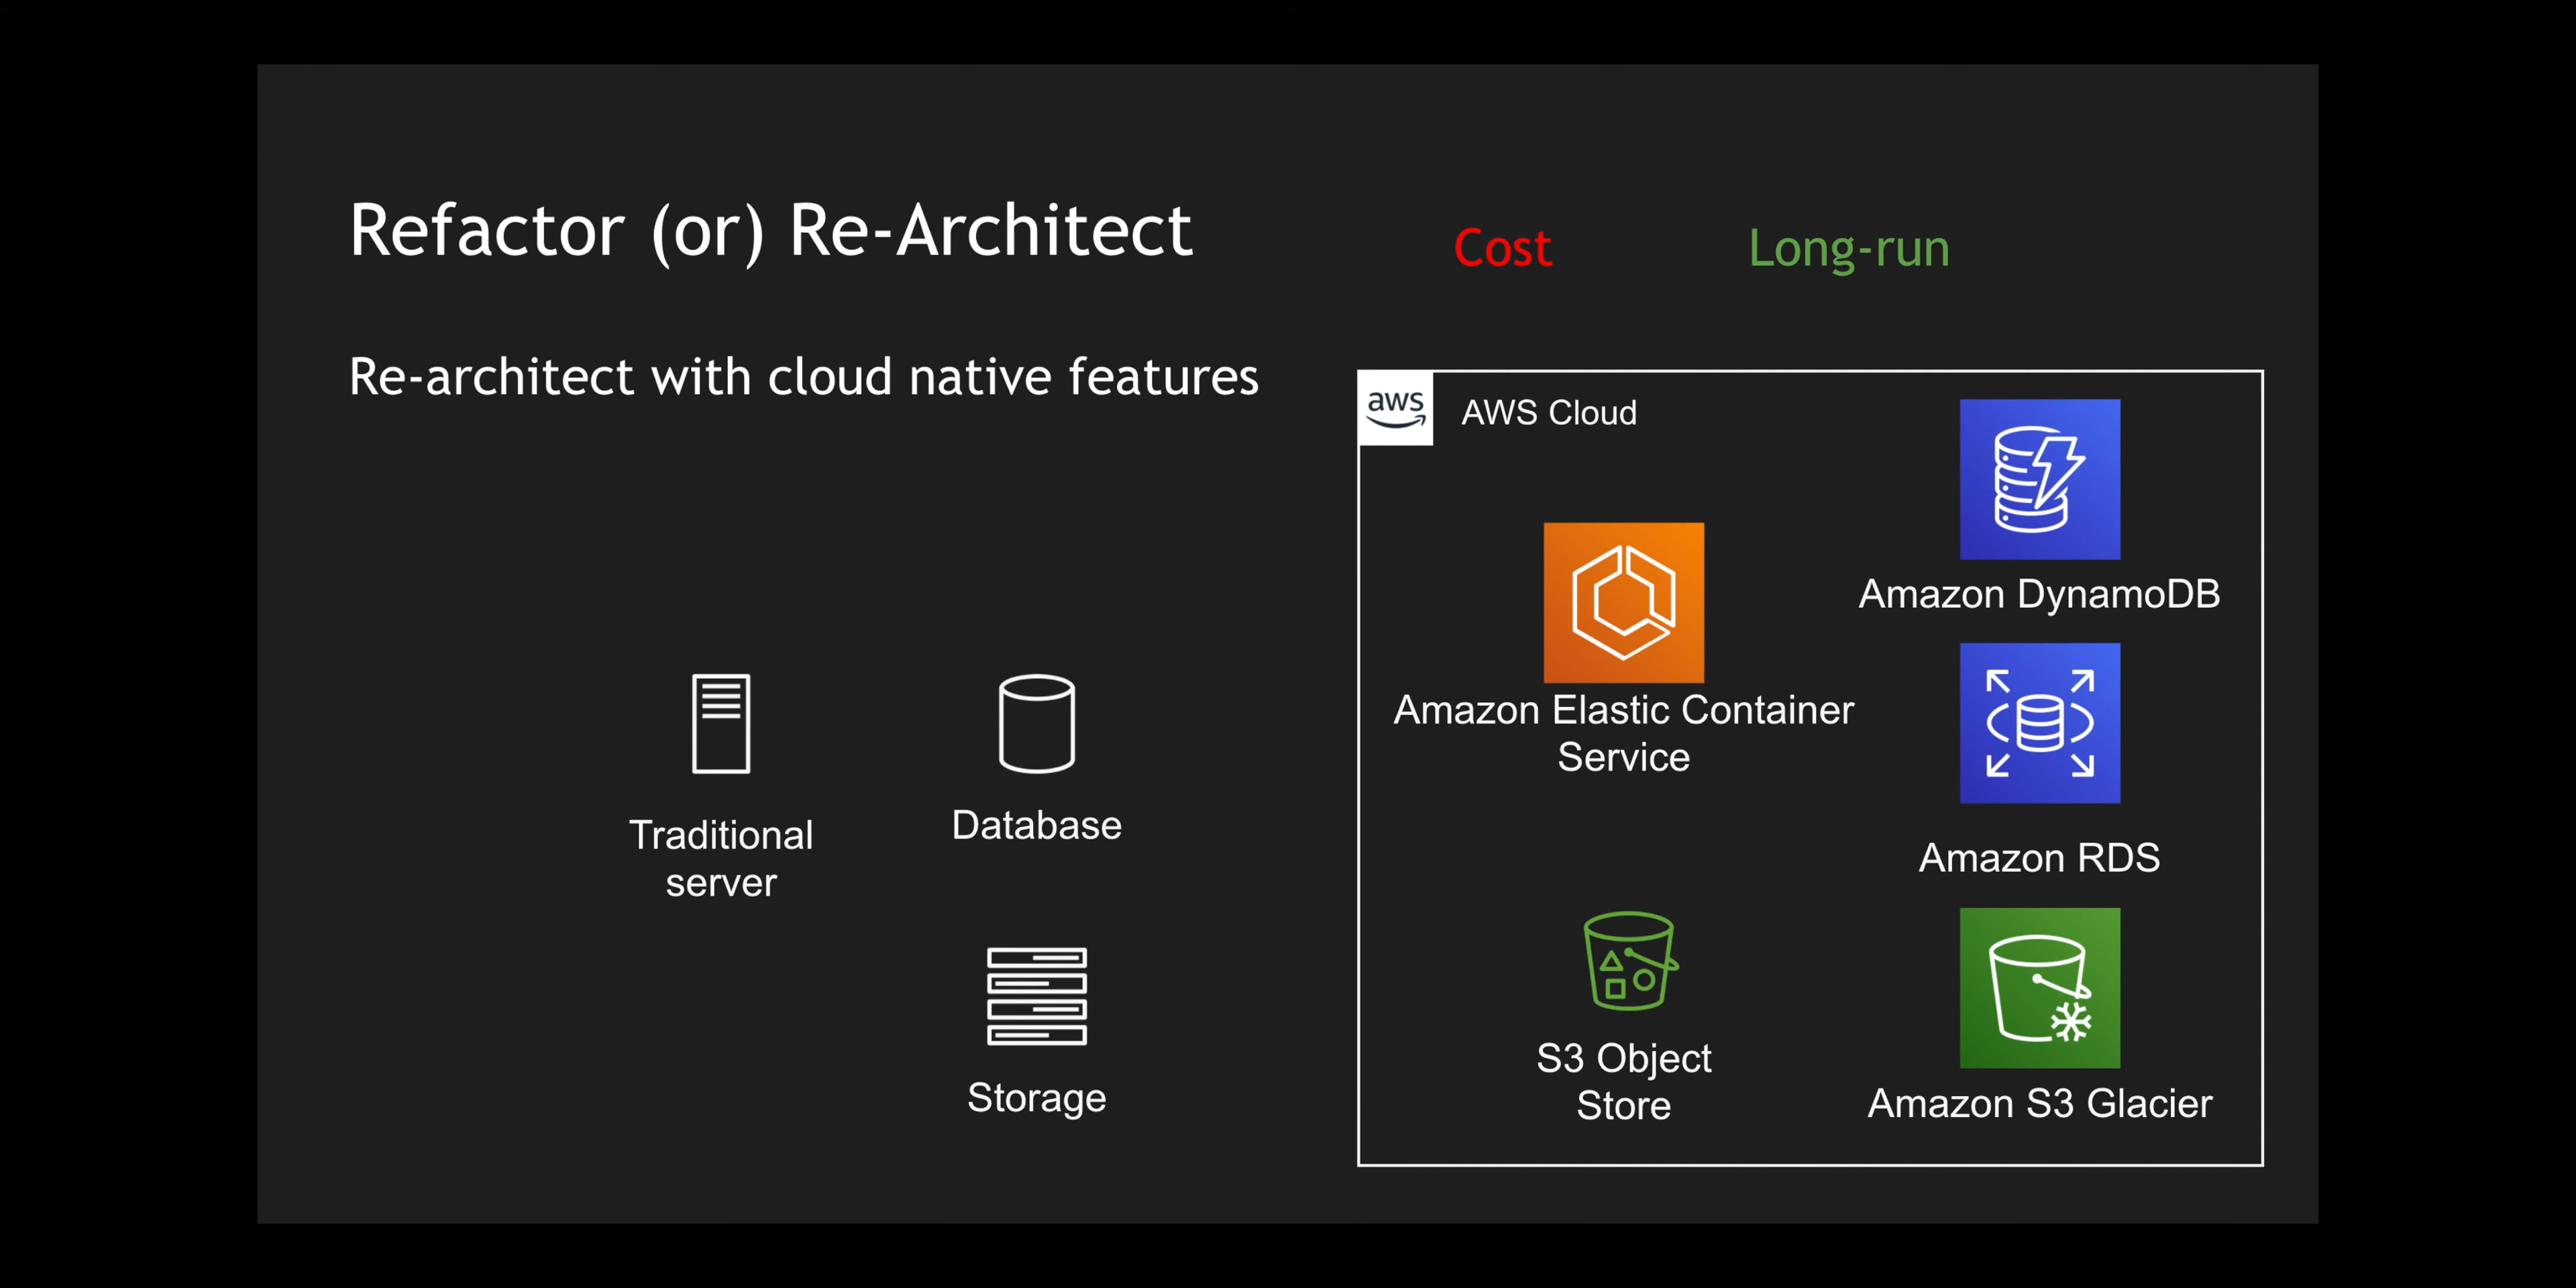 Refactor (or) Re-Architect
Cost
Long-run
Re-architect with cloud native features
aws
AWS Cloud
Amazon DynamoDB
Amazon Elastic Container
Service
Amazon RDS
Traditional
server
Database
Storage
S3 Object
Store
Amazon S3 Glacier